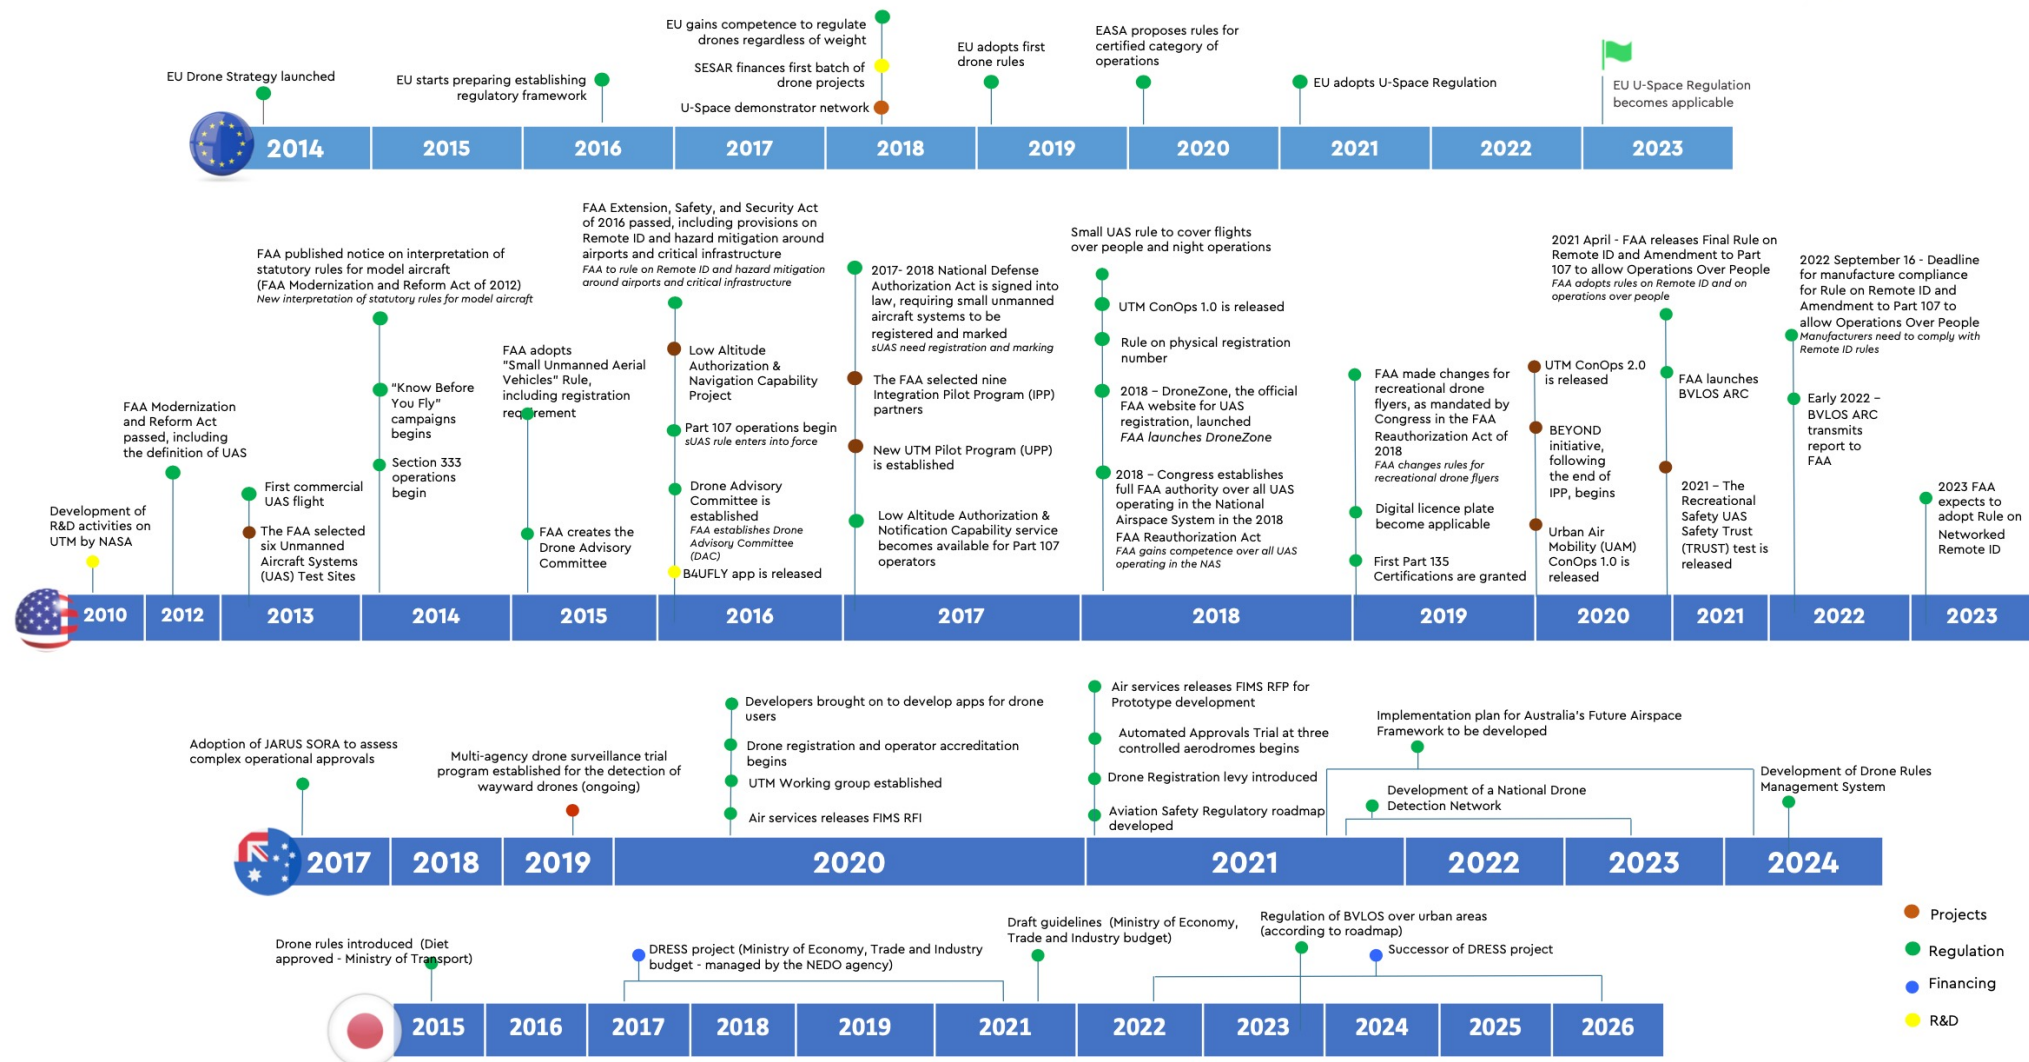 EU Drone Strategy launched
EU starts preparing establishing
regulatory framework
EU gains competence to regulate
drones regardless of weight
SESAR finances first batch of
drone projects
U-Space demonstrator network
EU adopts first
drone rules
EASA proposes rules for
certified category of
operations
EU adopts U-Space Regulation
EU U-Space Regulation
becomes applicable
2014
2015
2016
2017
2018
2019
2020
2021
2022
2023
Development of
R&D activities on
UTM by NASA
FAA Modernization
and Reform Act
passed, including
the definition of UAS
First commercial
UAS flight
The FAA selected
six Unmanned
Aircraft Systems
(UAS) Test Sites
FAA published notice on interpretation of
statutory rules for model aircraft
(FAA Modernization and Reform Act of 2012)
New interpretation of statutory rules for model aircraft
"Know Before
You Fly"
campaigns
begins
Section 333
operations
begin
FAA adopts
"Small Unmanned Aerial
Vehicles" Rule,
including registration
requirement
FAA creates the
Drone Advisory
Committee
FAA Extension, Safety, and Security Act
of 2016 passed, including provisions on
Remote ID and hazard mitigation around
airports and critical infrastructure
FAA to rule on Remote ID and hazard mitigation
around airports and critical infrastructure
Low Altitude
Authorization &
Navigation Capability
Project
Part 107 operations begin
sUAS rule enters into force
Drone Advisory
Committee is
established
FAA establishes Drone
Advisory Committee
(DAC)
B4UFLY app is released
2017- 2018 National Defense
Authorization Act is signed into
law, requiring small unmanned
aircraft systems to be
registered and marked
sUAS need registration and marking
The FAA selected nine
Integration Pilot Program (IPP)
partners
New UTM Pilot Program (UPP)
is established
Low Altitude Authorization &
Notification Capability service
becomes available for Part 107
operators
Small UAS rule to cover flights
over people and night operations
UTM ConOps 1.0 is released
Rule on physical registration
number
2018 – DroneZone, the official
FAA website for UAS
registration, launched
FAA launches DroneZone
2018 – Congress establishes
full FAA authority over all UAS
operating in the National
Airspace System in the 2018
FAA Reauthorization Act
FAA gains competence over all UAS
operating in the NAS
FAA made changes for
recreational drone
flyers, as mandated by
Congress in the FAA
Reauthorization Act of
2018
FAA changes rules for
recreational drone flyers
Digital licence plate
become applicable
First Part 135
Certifications are granted
UTM ConOps 2.0
is released
BEYOND
initiative,
following
the end of
IPP, begins
Urban Air
Mobility (UAM)
ConOps 1.0 is
released
2021 April - FAA releases Final Rule on
Remote ID and Amendment to Part
107 to allow Operations Over People
FAA adopts rules on Remote ID and on
operations over people
FAA launches
BVLOS ARC
2021 – The
Recreational
Safety UAS
Safety Trust
(TRUST) test is
released
2022 September 16 - Deadline
for manufacture compliance
for Rule on Remote ID and
Amendment to Part 107 to
allow Operations Over People
Manufacturers need to comply with
Remote ID rules
Early 2022 –
BVLOS ARC
transmits
report to
FAA
2023 FAA
expects to
adopt Rule on
Networked
Remote ID
2010
2012
2013
2014
2015
2016
2017
2018
2019
2020
2021
2022
2023
Adoption of JARUS SORA to assess
complex operational approvals
Multi-agency drone surveillance trial
program established for the detection of
wayward drones (ongoing)
Developers brought on to develop apps for drone
users
Drone registration and operator accreditation
begins
UTM Working group established
Air services releases FIMS RFI
Air services releases FIMS RFP for
Prototype development
Automated Approvals Trial at three
controlled aerodromes begins
Drone Registration levy introduced
Aviation Safety Regulatory roadmap
developed
Implementation plan for Australia's Future Airspace
Framework to be developed
Development of a National Drone
Detection Network
Development of Drone Rules
Management System
2017
2018
2019
2020
2021
2022
2023
2024
Projects
Regulation
Financing
R&D
Drone rules introduced (Diet
approved - Ministry of Transport)
DRESS project (Ministry of Economy, Trade and Industry
budget - managed by the NEDO agency)
Draft guidelines (Ministry of Economy,
Trade and Industry budget)
Regulation of BVLOS over urban areas
(according to roadmap)
Successor of DRESS project
2015
2016
2017
2018
2019
2021
2022
2023
2024
2025
2026